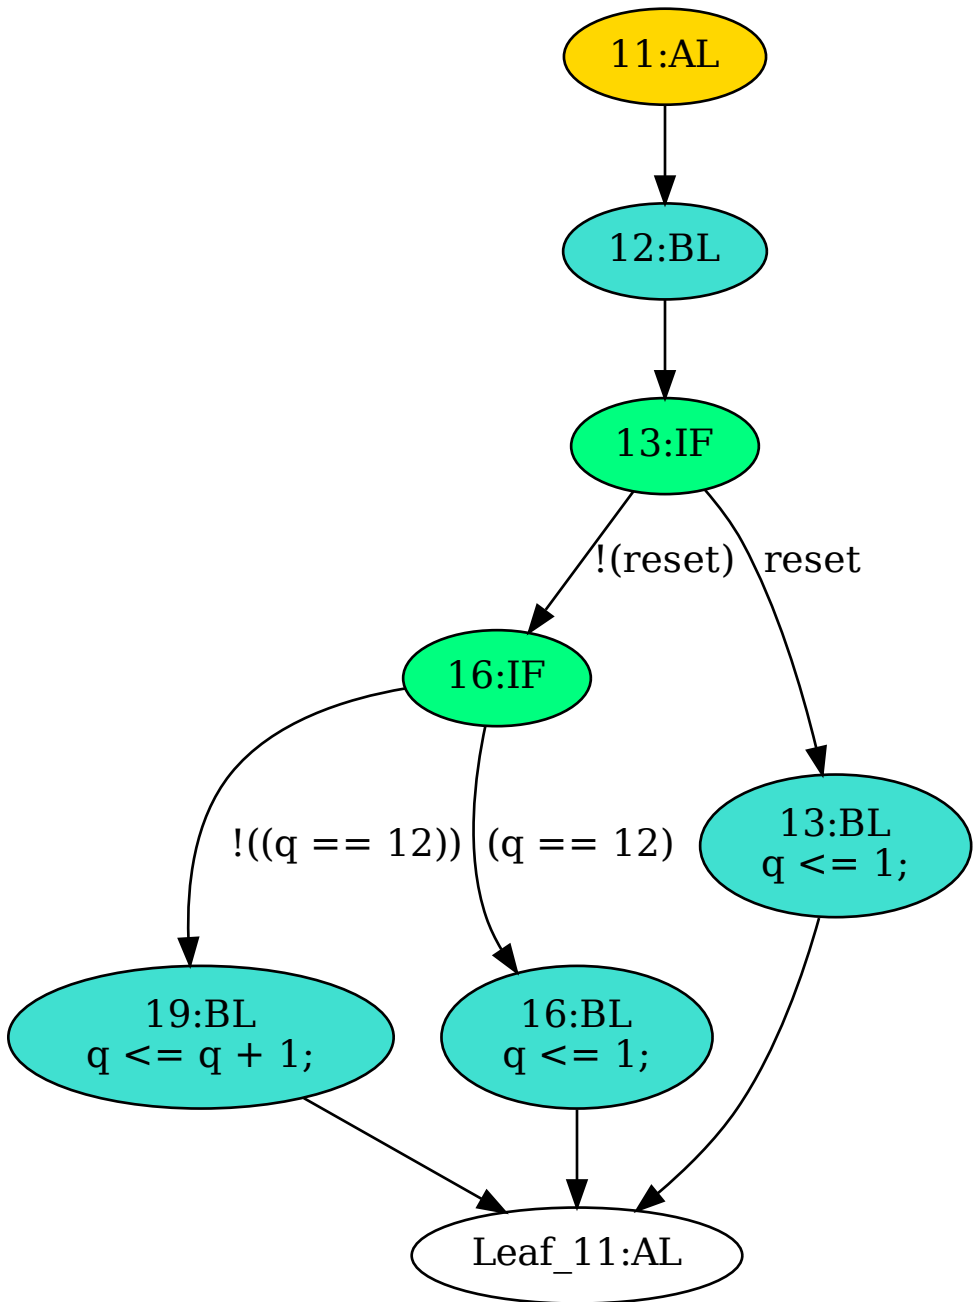 11:AL
12:BL
13:IF
!(reset)
reset
16:IF
!((q == 12))
(q == 12)
13:BL
q <= 1;
19:BL
q <= q + 1;
16:BL
q <= 1;
Leaf_11:AL